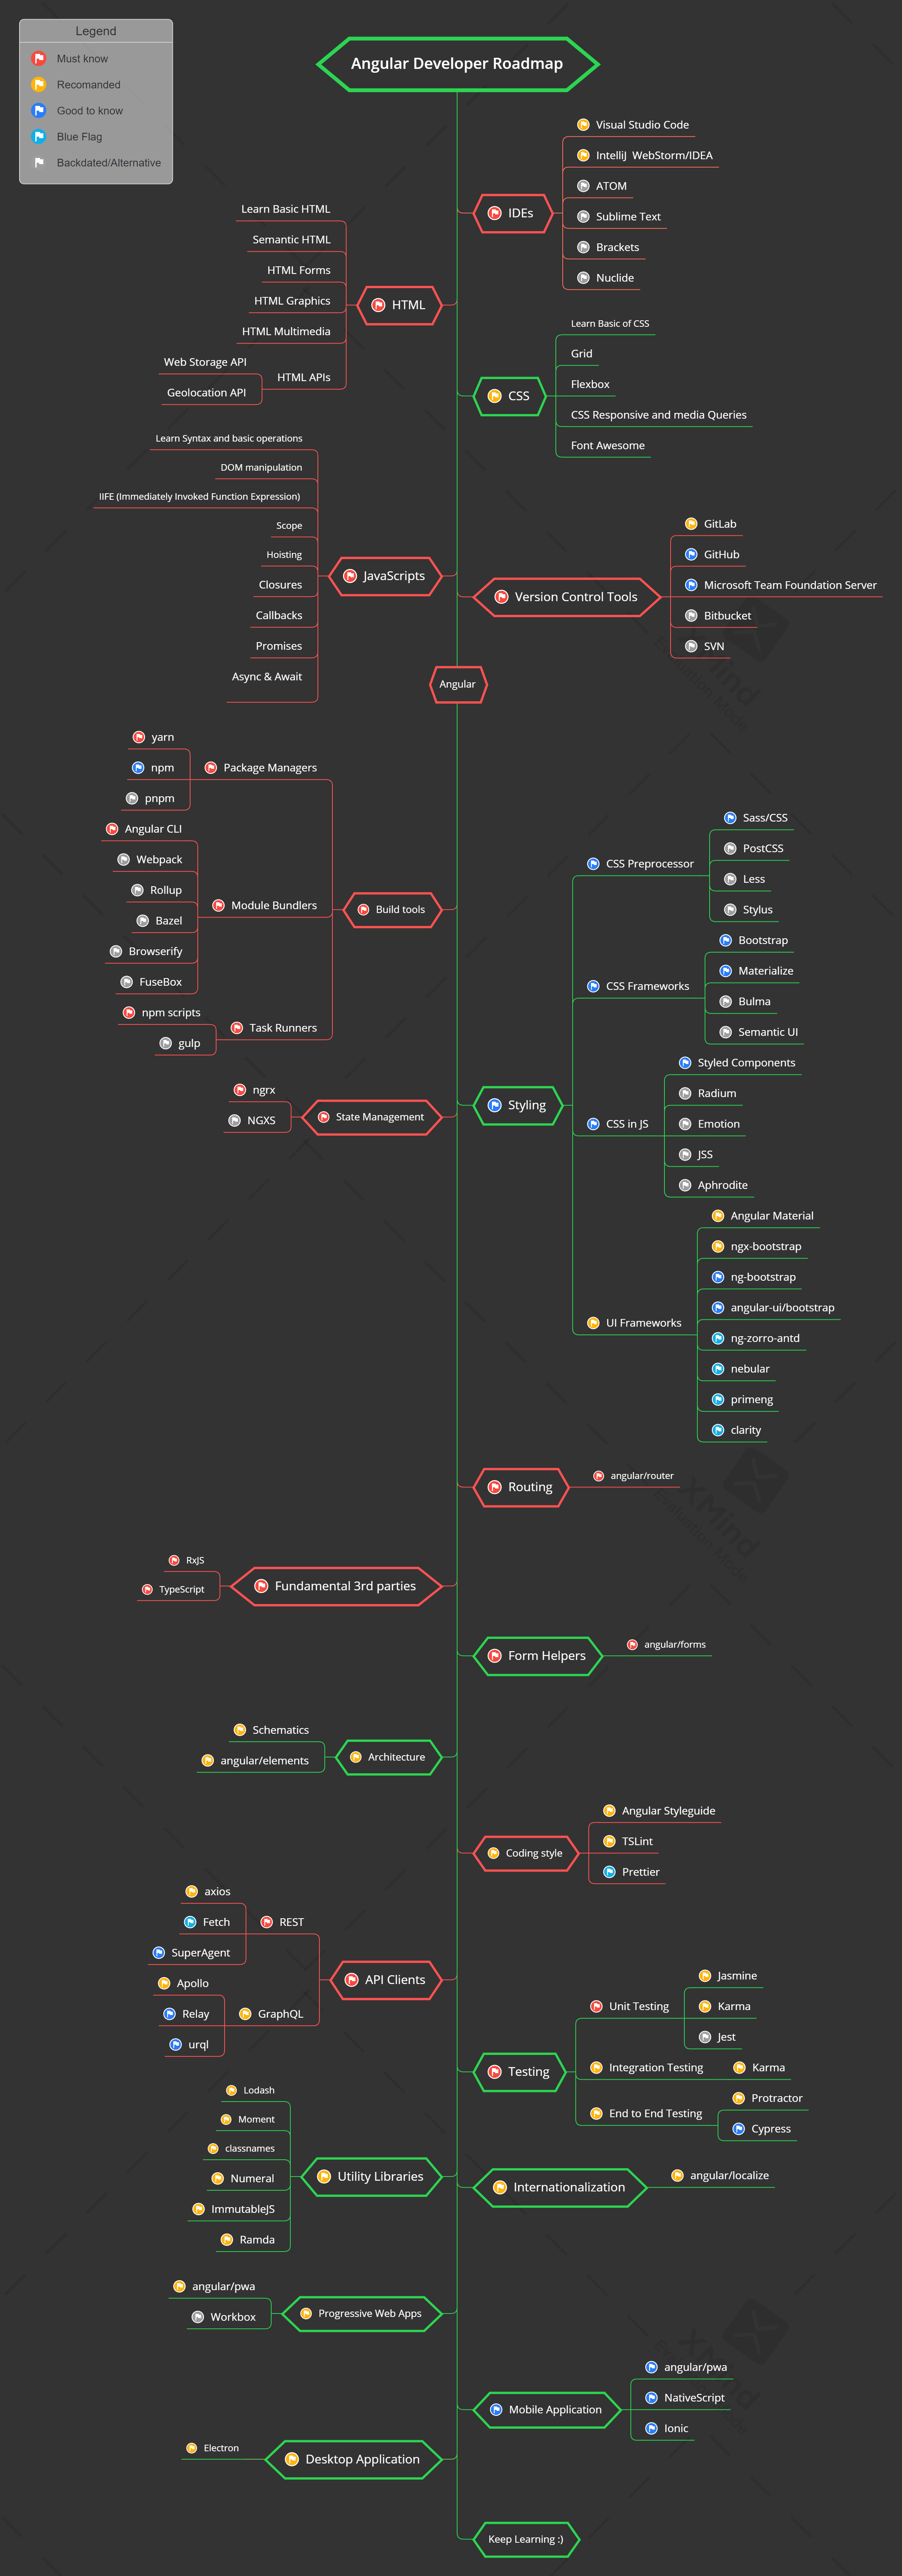 Legend
Must know
Recomanded
Good to know
Blue Flag
Backdated/Alternative
Angular Developer Roadmap
IDEs
Visual Studio Code
IntelliJ WebStorm/IDEA
ATOM
Sublime Text
Brackets
Nuclide
HTML
Learn Basic HTML
Semantic HTML
HTML Forms
HTML Graphics
HTML Multimedia
HTML APIs
Web Storage API
Geolocation API
CSS
Learn Basic of CSS
Grid
Flexbox
CSS Responsive and media Queries
Font Awesome
JavaScripts
Learn Syntax and basic operations
DOM manipulation
IIFE (Immediately Invoked Function Expression)
Scope
Hoisting
Closures
Callbacks
Promises
Async & Await
Version Control Tools
GitLab
GitHub
Microsoft Team Foundation Server
Bitbucket
SVN
Angular
Build tools
Package Managers
yarn
npm
pnpm
Module Bundlers
Angular CLI
Webpack
Rollup
Bazel
Browserify
FuseBox
Task Runners
npm scripts
gulp
State Management
ngrx
NGXS
Styling
CSS Preprocessor
Sass/CSS
PostCSS
Less
Stylus
CSS Frameworks
Bootstrap
Materialize
Bulma
Semantic UI
CSS in JS
Styled Components
Radium
Emotion
JSS
Aphrodite
UI Frameworks
Angular Material
ngx-bootstrap
ng-bootstrap
angular-ui/bootstrap
ng-zorro-antd
nebular
primeng
clarity
Routing
angular/router
Fundamental 3rd parties
RxJS
TypeScript
Form Helpers
angular/forms
Architecture
Schematics
angular/elements
Coding style
Angular Styleguide
TSLint
Prettier
API Clients
REST
axios
Fetch
SuperAgent
GraphQL
Apollo
Relay
urql
Testing
Unit Testing
Jasmine
Karma
Jest
Integration Testing
Karma
End to End Testing
Protractor
Cypress
Utility Libraries
Lodash
Moment
classnames
Numeral
ImmutableJS
Ramda
Internationalization
angular/localize
Progressive Web Apps
angular/pwa
Workbox
Mobile Application
angular/pwa
NativeScript
Ionic
Desktop Application
Electron
Keep Learning :)
XMind
XMind
XMind